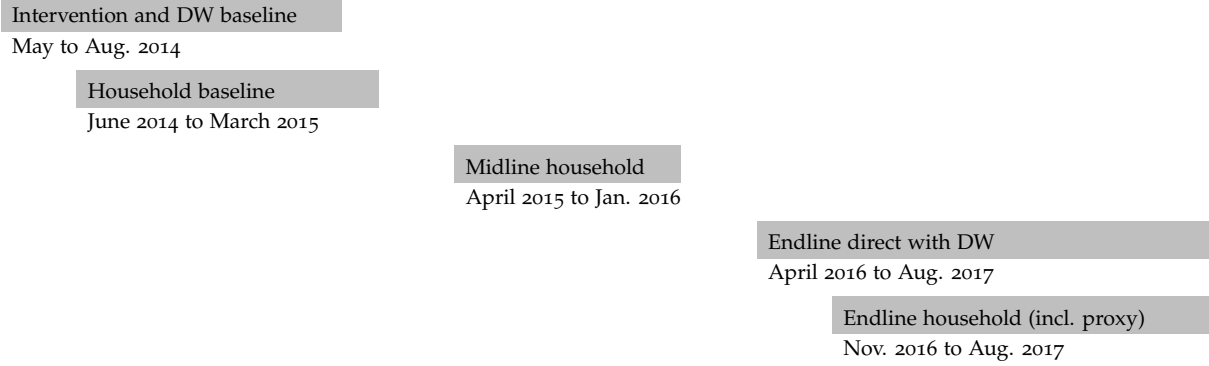 Intervention and DW baseline
May to Aug. 2014
Household baseline
June 2014 to March 2015
Midline household
April 2015 to Jan. 2016
Endline direct with DW
April 2016 to Aug. 2017
Endline household (incl. proxy)
Nov. 2016 to Aug. 2017